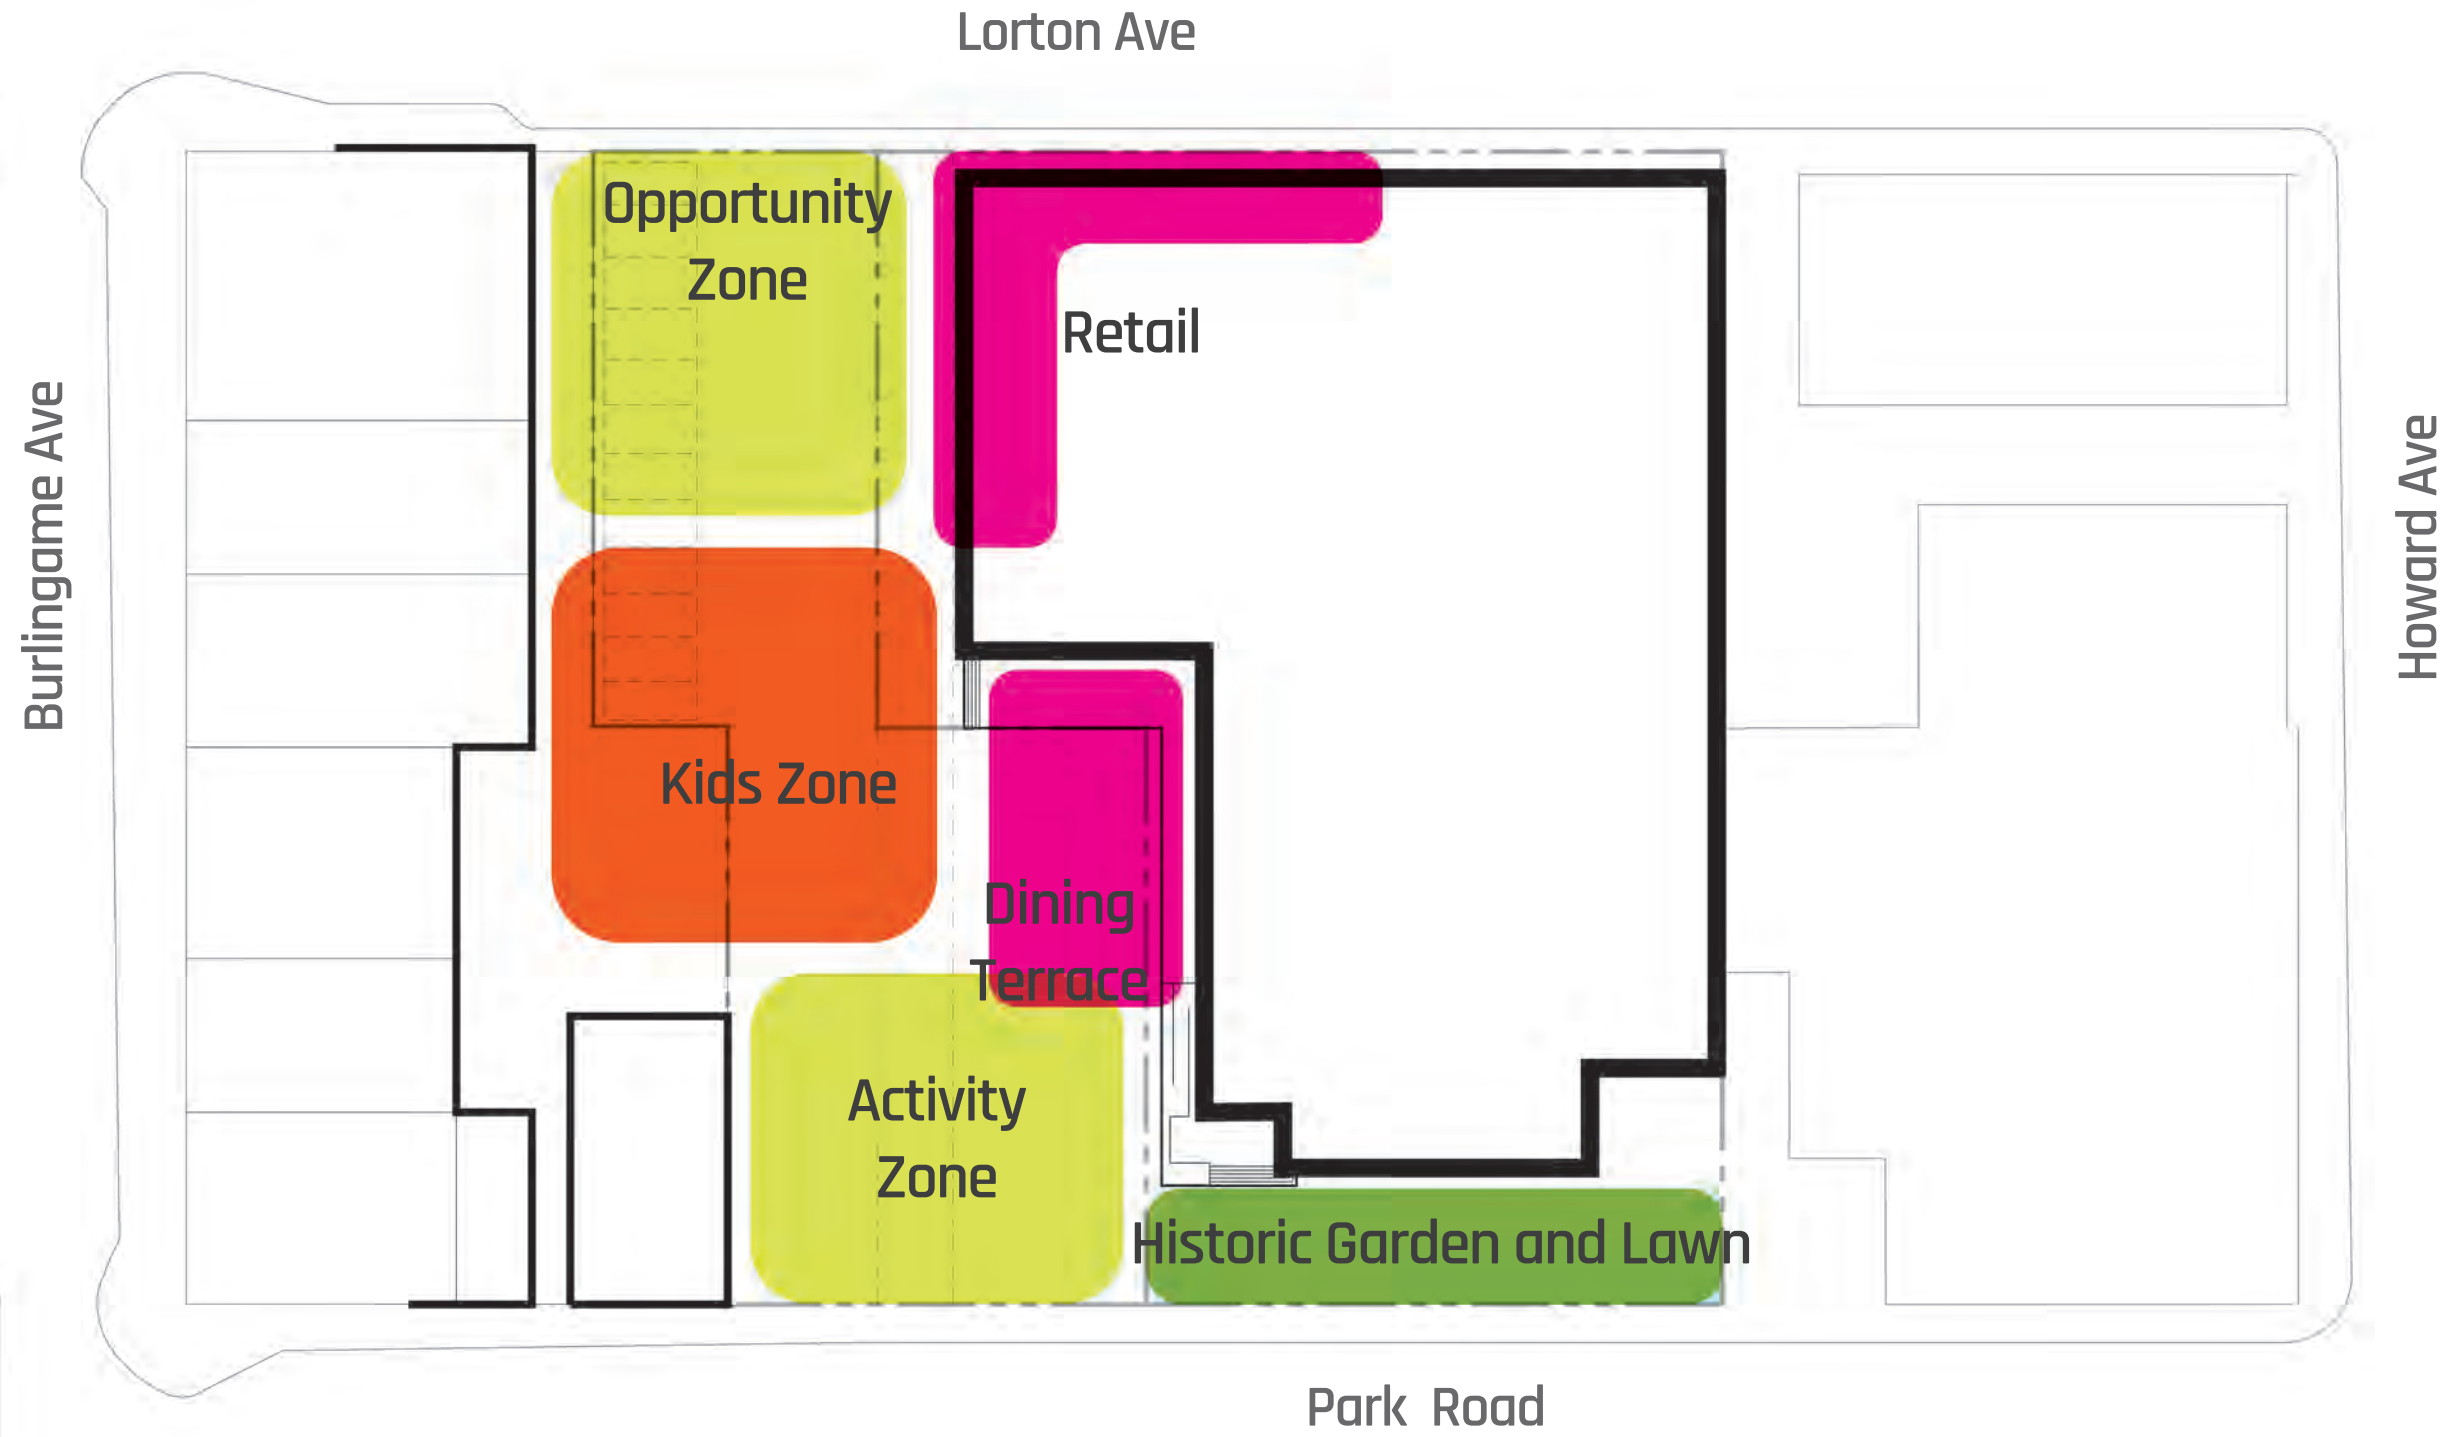 Lorton Ave
Opportunity
Zone
Retail
Burlingame Ave
Howard Ave
Kids Zone
Dining
Terrace
Activity
Zone
Historic Garden and Lawn
Park Road